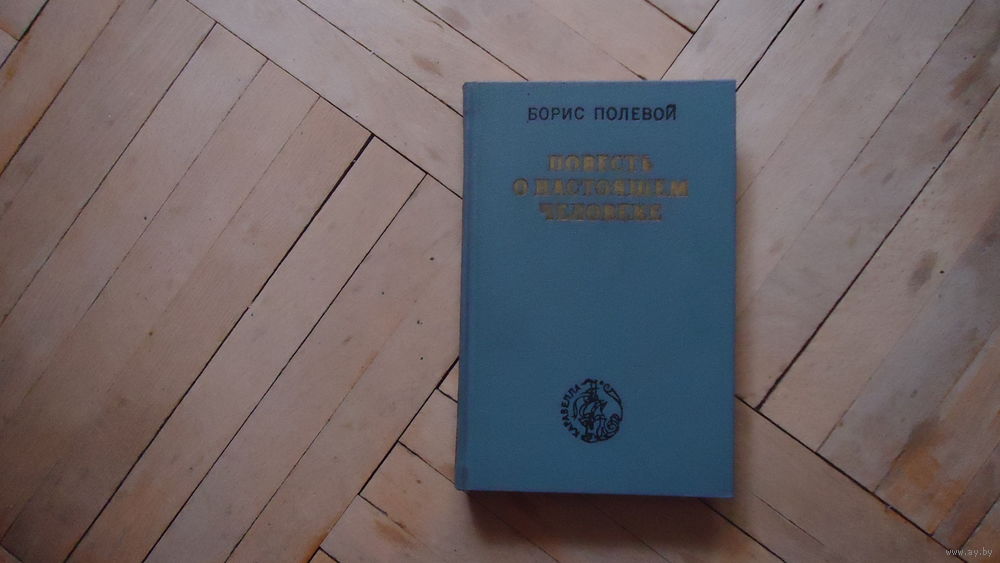 БОРИС ПОЛЕВОЙ
ПОВЕСТЬ
О НАСТОЯЩЕМ
ЧЕЛОВЕКЕ
КАРАВЕЛЛА
www.ay.by